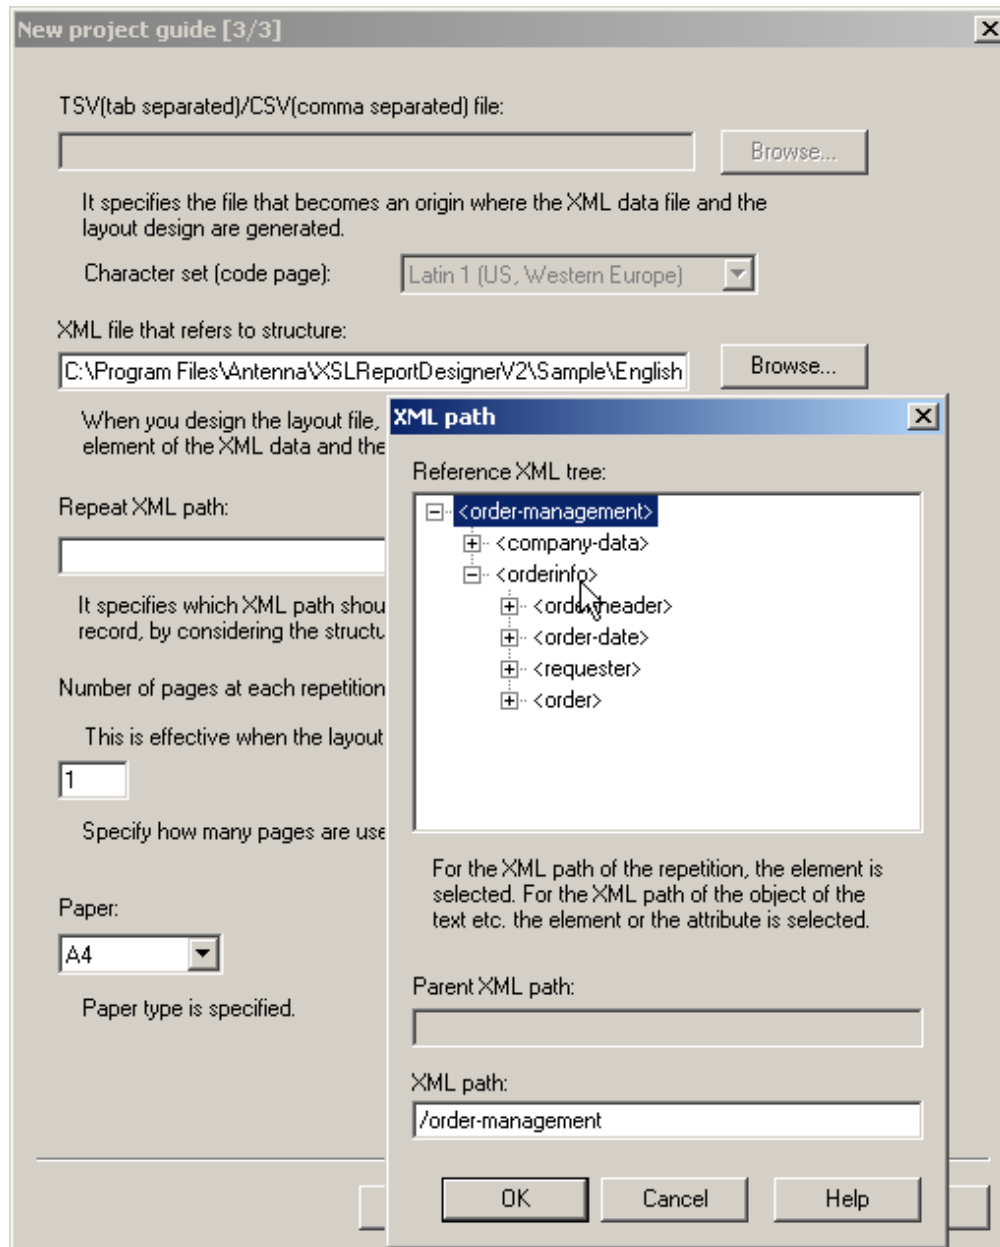 New project guide [3/3]
TSV(tab separated)/CSV(comma separated) file:
Browse...
It specifies the file that becomes an origin where the XML data file and the
layout design are generated.
Character set (code page):
Latin 1 (US, Western Europe)
XML file that refers to structure:
C:\Program Files\Antenna\XSLReportDesignerV2\Sample\English
Browse...
When you design the layout file,
element of the XML data and the
Repeat XML path:
It specifies which XML path shou
record, by considering the structu
Number of pages at each repetition
This is effective when the layout
1
Specify how many pages are use
Paper:
A4
Paper type is specified.
XML path
Reference XML tree:
<order-management>
<company-data>
<orderinfo>
<order-header>
<order-date>
<requester>
<order>
For the XML path of the repetition, the element is
selected. For the XML path of the object of the
text etc. the element or the attribute is selected.
Parent XML path:
XML path:
/order-management
OK
Cancel
Help